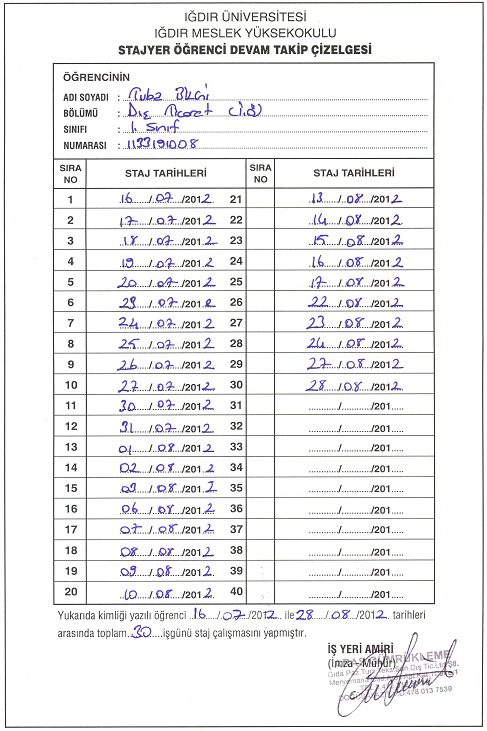 IĞDIR ÜNİVERSİTESİ
IĞDIR MESLEK YÜKSEKOKULU
STAJYER ÖĞRENCİ DEVAM TAKİP ÇİZELGESİ
ÖĞRENCİNİN
ADI SOYADI : Tuba Bilgi
BÖLÜMÜ : Dış Ticaret (İ.Ö)
SINIFI : 1. Sınıf
NUMARASI : 1133191008
SIRA NO STAJ TARİHLERİ SIRA NO STAJ TARİHLERİ
1 16/07/2012 21 13/08/2012
2 17/07/2012 22 14/08/2012
3 18/07/2012 23 15/08/2012
4 19/07/2012 24 16/08/2012
5 20/07/2012 25 17/08/2012
6 23/07/2012 26 22/08/2012
7 24/07/2012 27 23/08/2012
8 25/07/2012 28 24/08/2012
9 26/07/2012 29 27/08/2012
10 27/07/2012 30 28/08/2012
11 30/07/2012 31 ........../........../201.....
12 31/07/2012 32 ........../........../201.....
13 01/08/2012 33 ........../........../201.....
14 02/08/2012 34 ........../........../201.....
15 03/08/2012 35 ........../........../201.....
16 06/08/2012 36 ........../........../201.....
17 07/08/2012 37 ........../........../201.....
18 08/08/2012 38 ........../........../201.....
19 09/08/2012 39 ........../........../201.....
20 10/08/2012 40 ........../........../201.....
Yukarıda kimliği yazılı öğrenci 16/07/2012 ile 28/08/2012 tarihleri
arasında toplam 30 işgünü staj çalışmasını yapmıştır.
İŞ YERİ AMİRİ
(İmza - Mühür)
GÜMRÜKLEME
478 013 7539